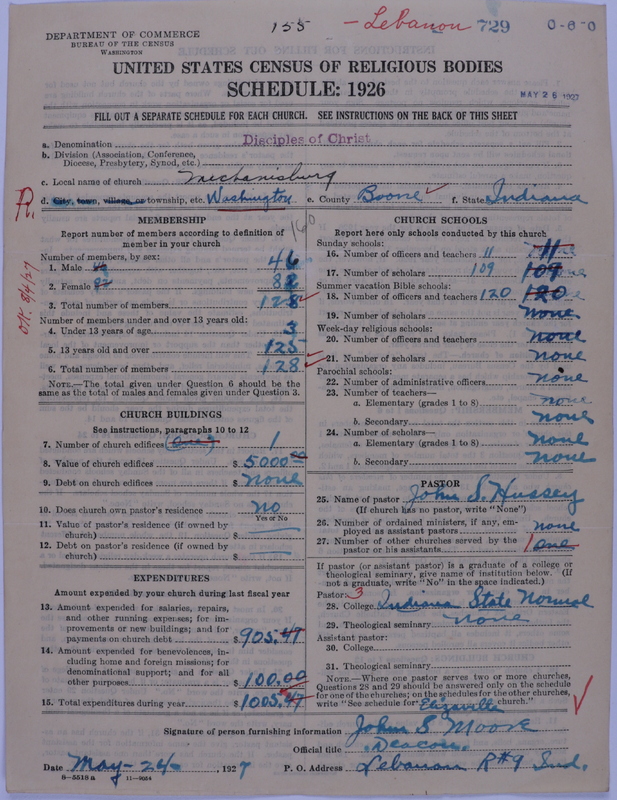 155 - Lebanon 729 0-6-0
DEPARTMENT OF COMMERCE
BUREAU OF THE CENSUS
WASHINGTON
UNITED STATES CENSUS OF RELIGIOUS BODIES
SCHEDULE: 1926
MAY 26 1927
FILL OUT A SEPARATE SCHEDULE FOR EACH CHURCH. SEE INSTRUCTIONS ON THE BACK OF THIS SHEET
a. Denomination Disciples of Christ
b. Division (Association, Conference, Diocese, Presbytery, Synod, etc.)
c. Local name of church Mechanisburg
d. City, town, village, or township, etc. Washington e. County Boone f. State Indiana
R.
OK. 8/4/27
160
MEMBERSHIP
Report number of members according to definition of
member in your church
Number of members, by sex:
1. Male 46
2. Female 82 82
3. Total number of members 128
Number of members under and over 13 years old:
4. Under 13 years of age 3
5. 13 years old and over 125
6. Total number of members 128
NOTE.—The total given under Question 6 should be the
same as the total of males and females given under Question 3.
CHURCH BUILDINGS
See instructions, paragraphs 10 to 12
7. Number of church edifices (One) 1
8. Value of church edifices $ 5000.00
9. Debt on church edifices $ None
10. Does church own pastor's residence No
Yes or No
11. Value of pastor's residence (if owned by
church) $
12. Debt on pastor's residence (if owned by
church) $
EXPENDITURES
Amount expended by your church during last fiscal year
13. Amount expended for salaries, repairs,
and other running expenses; for im-
provements or new buildings; and for
payments on church debt $ 905.47
14. Amount expended for benevolences, in-
cluding home and foreign missions; for
denominational support; and for all
other purposes $ 100.00
15. Total expenditures during year $ 1005.47
CHURCH SCHOOLS
Report here only schools conducted by this church
Sunday schools:
16. Number of officers and teachers 11 11
17. Number of scholars 109 109
Summer vacation Bible schools:
18. Number of officers and teachers 120 120
19. Number of scholars none
Week-day religious schools:
20. Number of officers and teachers none
21. Number of scholars none
Parochial schools:
22. Number of administrative officers none
23. Number of teachers—
a. Elementary (grades 1 to 8) none
b. Secondary none
24. Number of scholars—
a. Elementary (grades 1 to 8) none
b. Secondary none
PASTOR
25. Name of pastor John S. Hussey
(If church has no pastor, write "None")
26. Number of ordained ministers, if any, em-
ployed as assistant pastors none
27. Number of other churches served by the
pastor or his assistants 1 one
If pastor (or assistant pastor) is a graduate of a college or
theological seminary, give name of institution below. (If
not a graduate, write "No" in the space indicated.)
Pastor: 3
28. College Indiana State Normal
29. Theological seminary none
Assistant pastor:
30. College
31. Theological seminary
NOTE.—Where one pastor serves two or more churches,
Questions 28 and 29 should be answered only on the schedule
for one of the churches; on the schedules for the other churches,
write "See schedule for Elizaville church."
Signature of person furnishing information John S Moore
Official title Deacon.
Date May-24-, 1927 P. O. Address Lebanon R#9 Ind.
8—5518a 11—9064